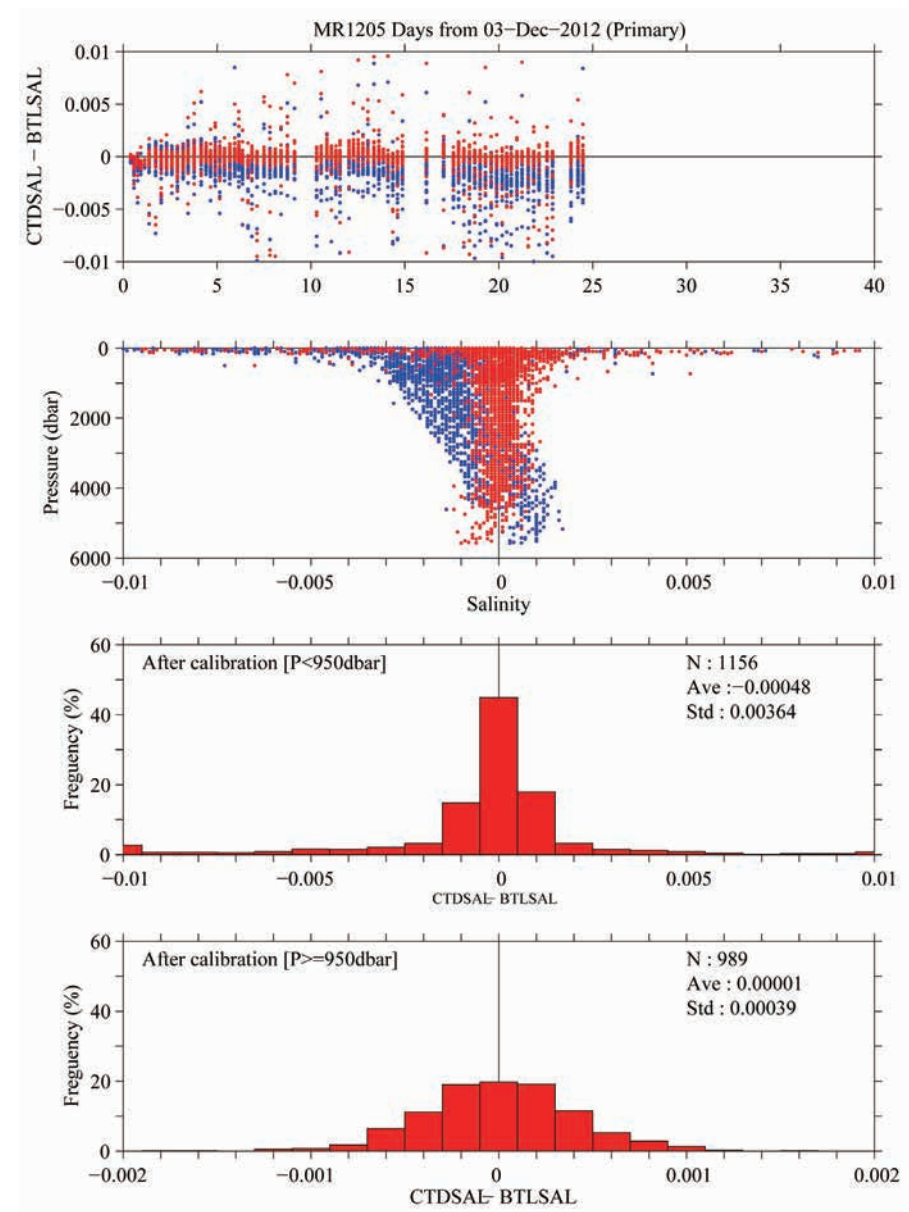 MR1205 Days from 03−Dec−2012 (Primary)
CTDSAL − BTLSAL
0.01
0.005
0
−0.005
−0.01
0 5 10 15 20 25 30 35 40
Pressure (dbar)
0
2000
4000
6000
−0.01 −0.005 0 0.005 0.01
Salinity
Freguency (%)
60
40
20
0
After calibration [P<950dbar]
N : 1156
Ave :−0.00048
Std : 0.00364
−0.01 −0.005 0 0.005 0.01
CTDSAL− BTLSAL
Freguency (%)
60
40
20
0
After calibration [P>=950dbar]
N : 989
Ave : 0.00001
Std : 0.00039
−0.002 −0.001 0 0.001 0.002
CTDSAL− BTLSAL